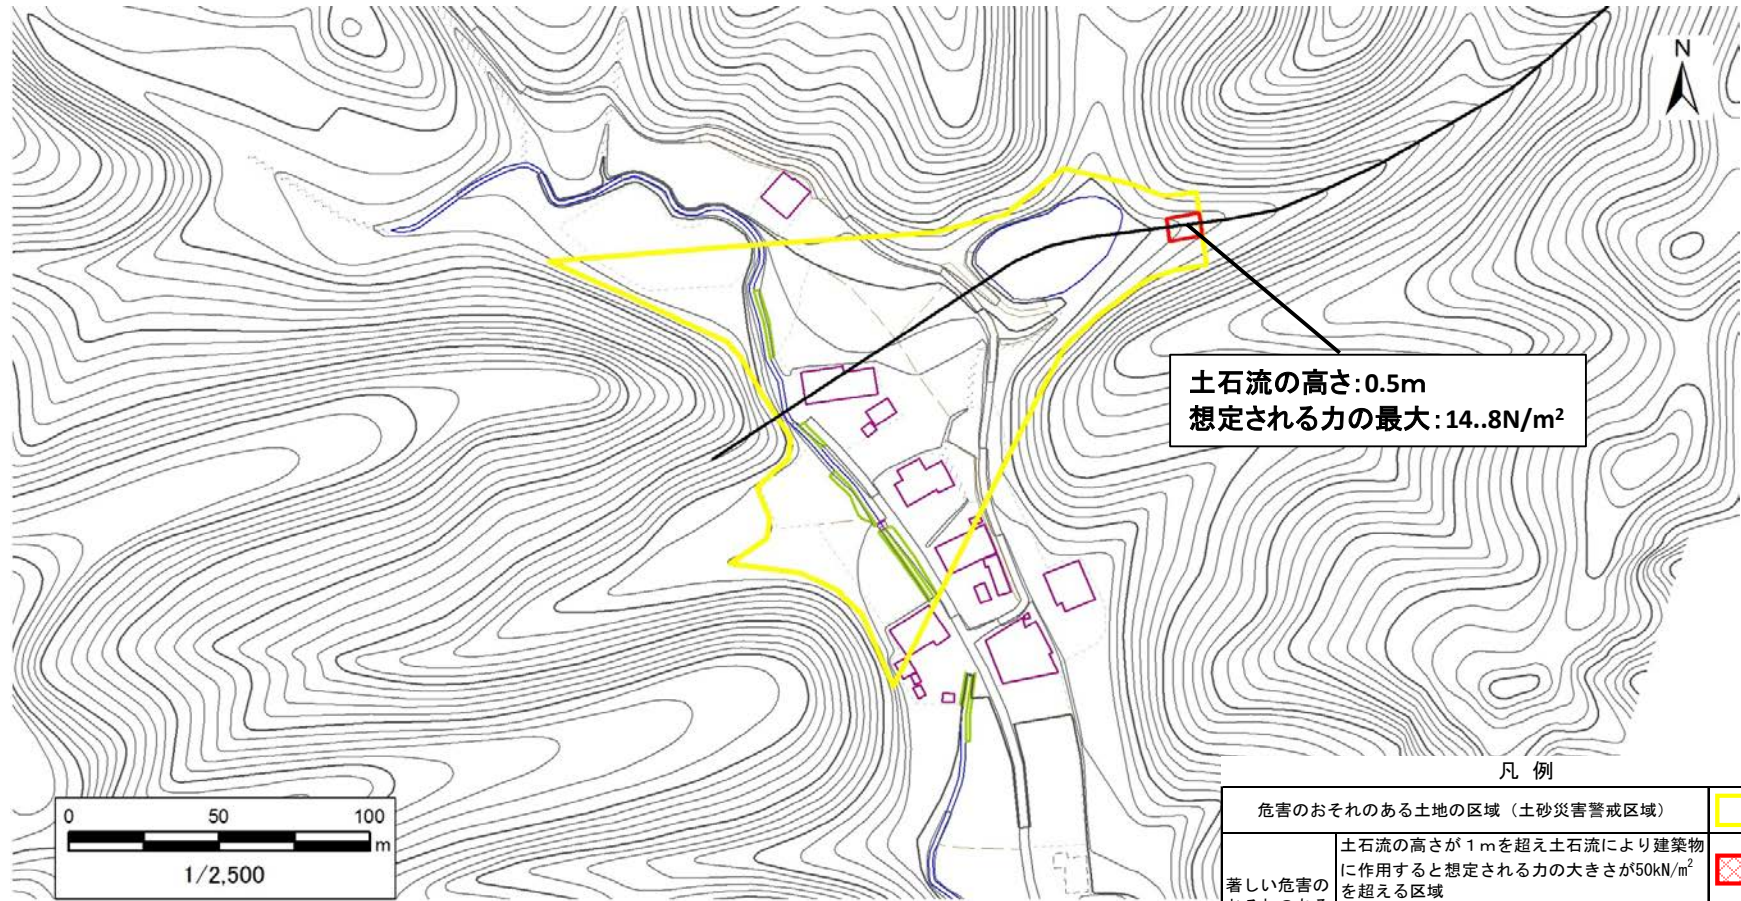 N
土石流の高さ:0.5m
想定される力の最大:14..8N/m²
0 50 100
m
1/2,500
凡 例
危害のおそれのある土地の区域（土砂災害警戒区域）
土石流の高さが１ｍを超え土石流により建築物
に作用すると想定される力の大きさが50kN/m²
を超える区域
著しい危害の